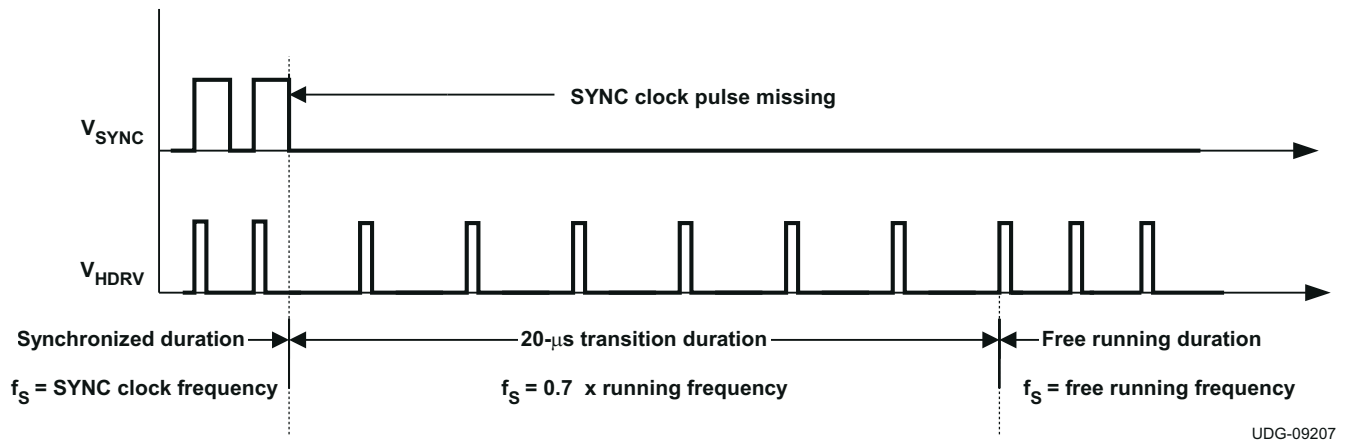 SYNC clock pulse missing
VSYNC
VHDRV
Synchronized duration
20-μs transition duration
Free running duration
fS = SYNC clock frequency
fS = 0.7 x running frequency
fS = free running frequency
UDG-09207